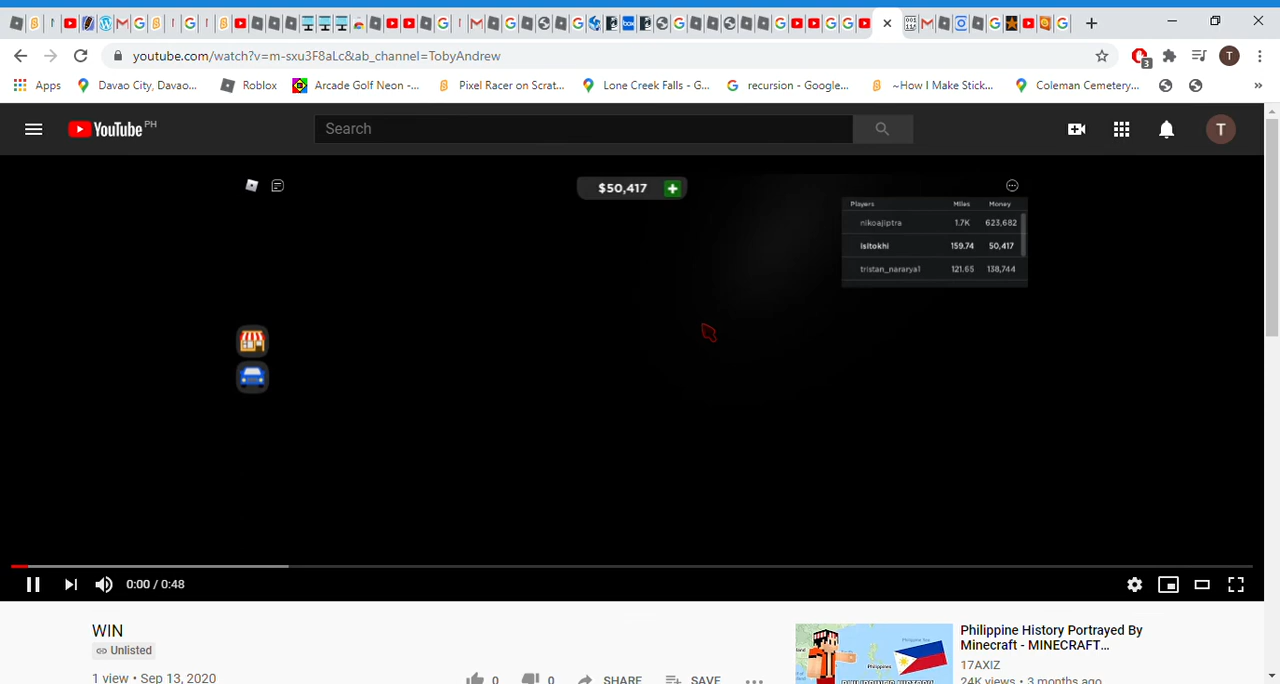 youtube.com/watch?v=m-sxu3F8aLc&ab_channel=TobyAndrew
3
T
Apps
Davao City, Davao...
Roblox
Arcade Golf Neon -...
Pixel Racer on Scrat...
Lone Creek Falls - G...
recursion - Google...
~How I Make Stick...
Coleman Cemetery...
»
YouTube PH
Search
T
$50,417
Players Miles Money
nikoajiptra 1.7K 623,682
Isitokhi 159.74 50,417
tristan_nararya1 121.65 138,744
0:00 / 0:48
WIN
Unlisted
1 view • Sep 13, 2020
0
0
SHARE
SAVE
Philippine History Portrayed By
Minecraft - MINECRAFT...
17AXIZ
24K views • 3 months ago
Philippines